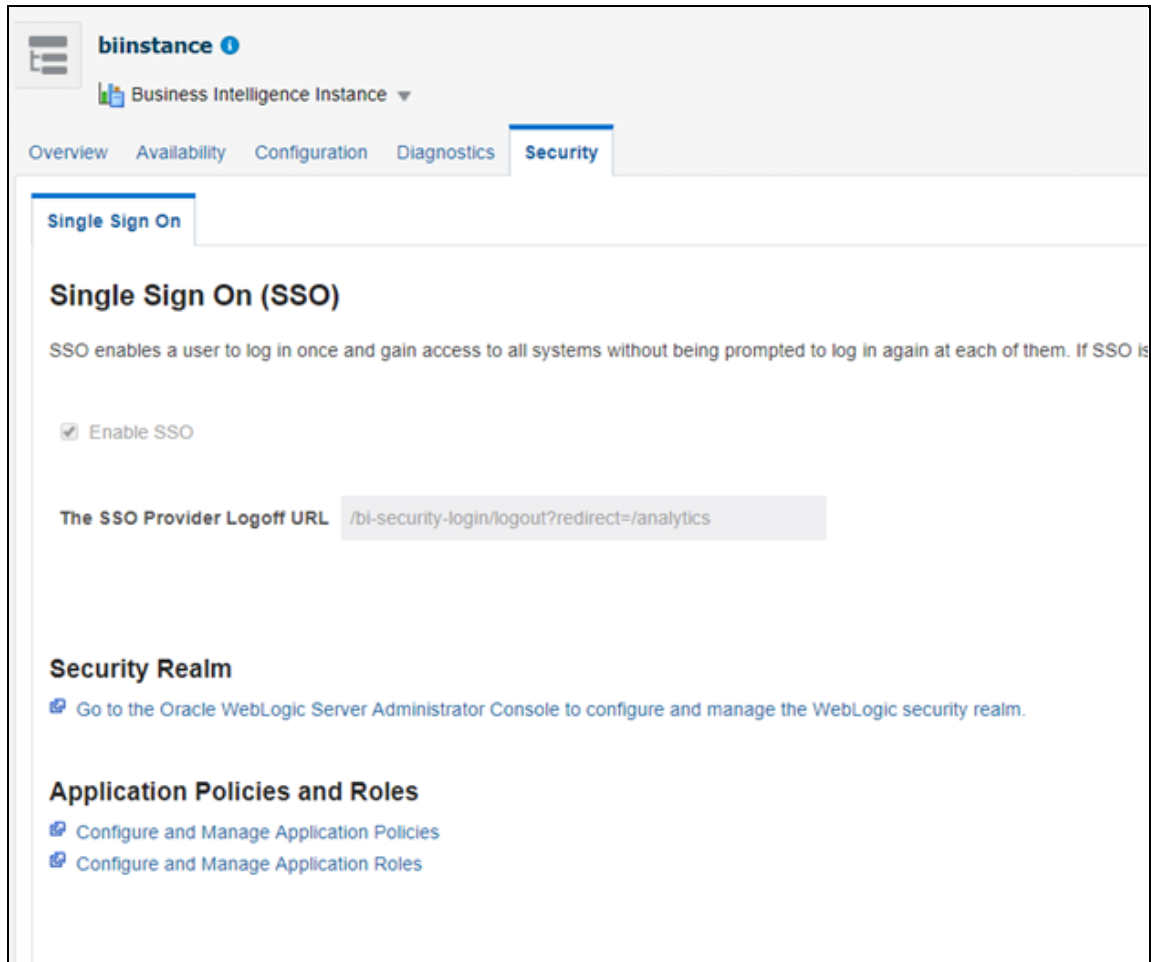 biinstance
Business Intelligence Instance
Overview Availability Configuration Diagnostics Security
Single Sign On
Single Sign On (SSO)
SSO enables a user to log in once and gain access to all systems without being prompted to log in again at each of them. If SSO is
Enable SSO
The SSO Provider Logoff URL /bi-security-login/logout?redirect=/analytics
Security Realm
Go to the Oracle WebLogic Server Administrator Console to configure and manage the WebLogic security realm.
Application Policies and Roles
Configure and Manage Application Policies
Configure and Manage Application Roles